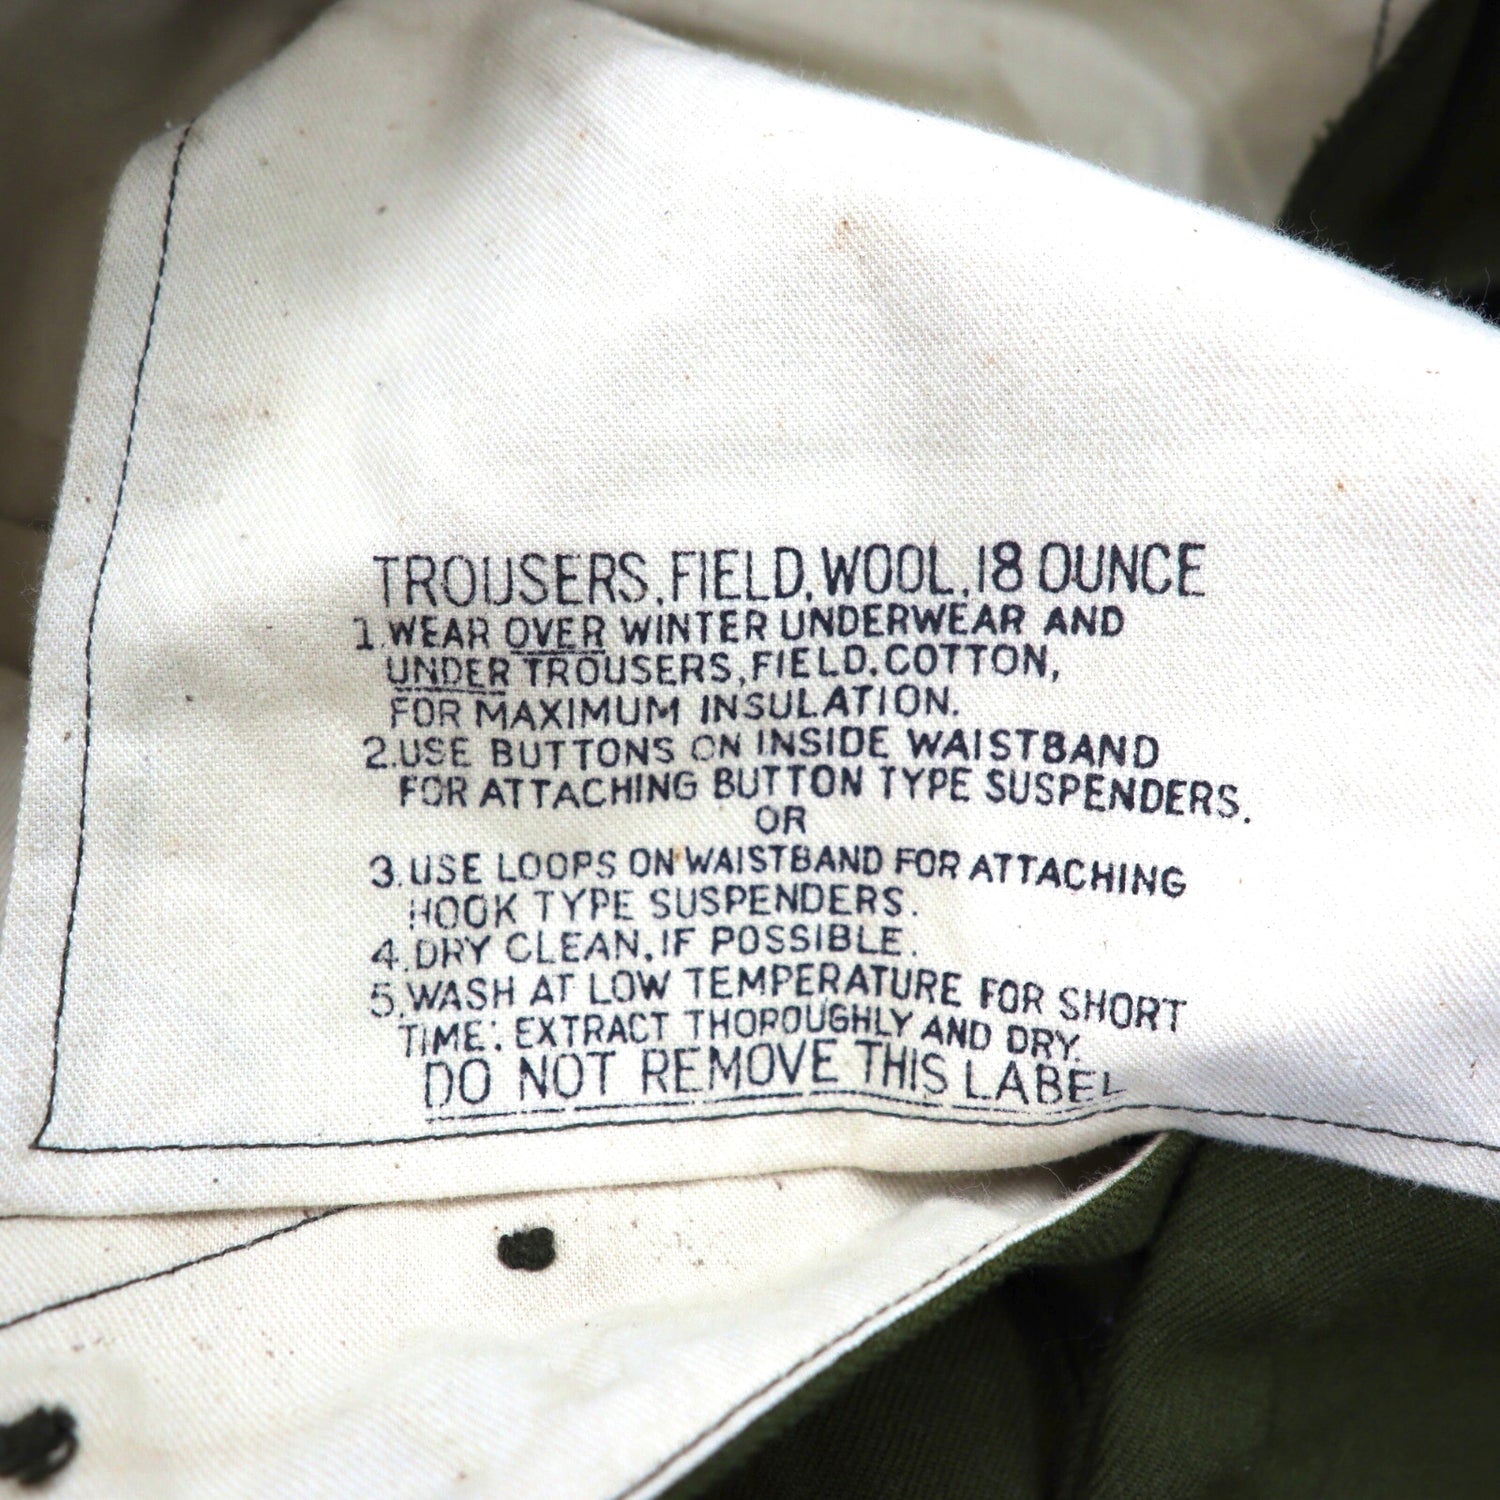 TROUSERS, FIELD, WOOL, 18 OUNCE
1. WEAR OVER WINTER UNDERWEAR AND
UNDER TROUSERS, FIELD. COTTON,
FOR MAXIMUM INSULATION.
2. USE BUTTONS ON INSIDE WAISTBAND
FOR ATTACHING BUTTON TYPE SUSPENDERS.
OR
3. USE LOOPS ON WAISTBAND FOR ATTACHING
HOOK TYPE SUSPENDERS.
4. DRY CLEAN, IF POSSIBLE.
5. WASH AT LOW TEMPERATURE FOR SHORT
TIME: EXTRACT THOROUGHLY AND DRY.
DO NOT REMOVE THIS LABEL